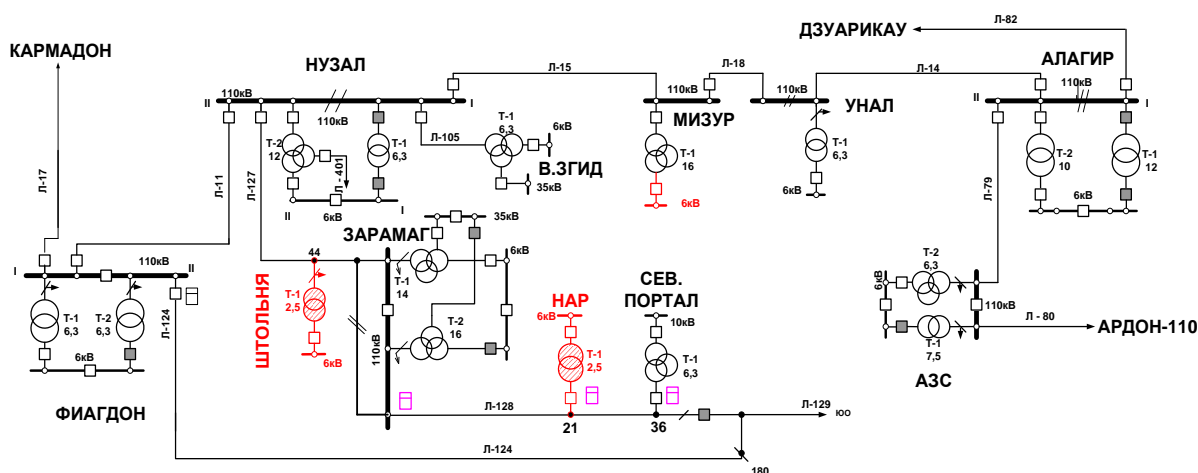 Л-82
ДЗУАРИКАУ
КАРМАДОН
НУЗАЛ
Л-15
Л-18
Л-14
АЛАГИР
II
110кВ
I
110кВ
110кВ
110кВ
УНАЛ
II
110кВ
I
МИЗУР
Л-17
Л-11
Л-127
Т-2
12
Л - 401
Т-1
6,3
Л-105
Т-1
6,3
6кВ
В.ЗГИД
35кВ
Т-1
16
6кВ
Т-1
6,3
6кВ
Л-79
Т-2
10
Т-1
12
6кВ
II
6кВ
I
ЗАРАМАГ
35кВ
44
I
110кВ
II
Т-1
6,3
Т-2
6,3
6кВ
ФИАГДОН
Л-124
ШТОЛЬНЯ
Т-1
2,5
6кВ
Т-1
14
6кВ
Т-2
16
110кВ
НАР
6кВ
Т-1
2,5
СЕВ.
ПОРТАЛ
10кВ
Т-1
6,3
6кВ
Т-2
6,3
110кВ
Т-1
7,5
АЗС
Л - 80
АРДОН-110
Л-128
21
36
Л-129
ЮО
Л-124
180